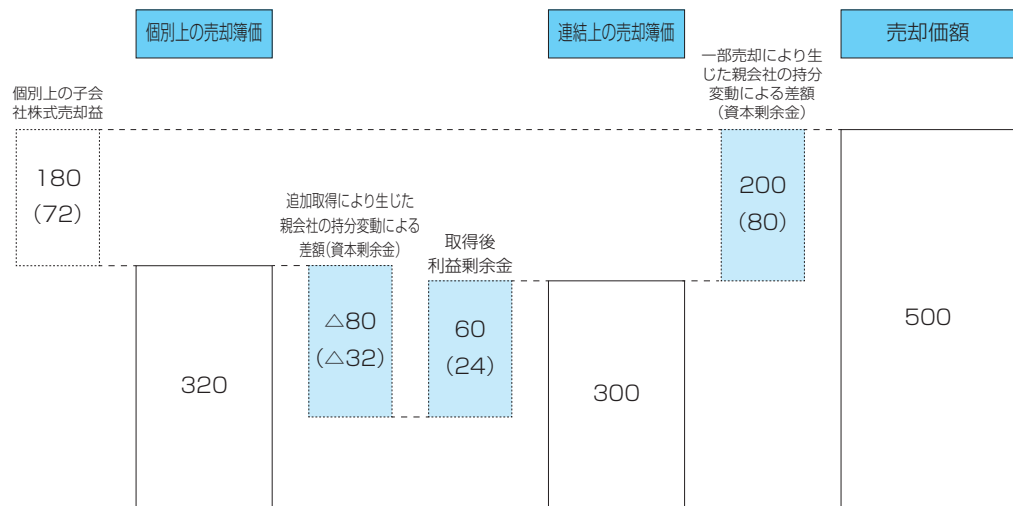 個別上の売却簿価
連結上の売却簿価
売却価額
個別上の子会
社株式売却益
180
(72)
320
追加取得により生じた
親会社の持分変動による
差額(資本剰余金)
△80
(△32)
取得後
利益剰余金
60
(24)
300
一部売却により生
じた親会社の持分
変動による差額
(資本剰余金)
200
(80)
500